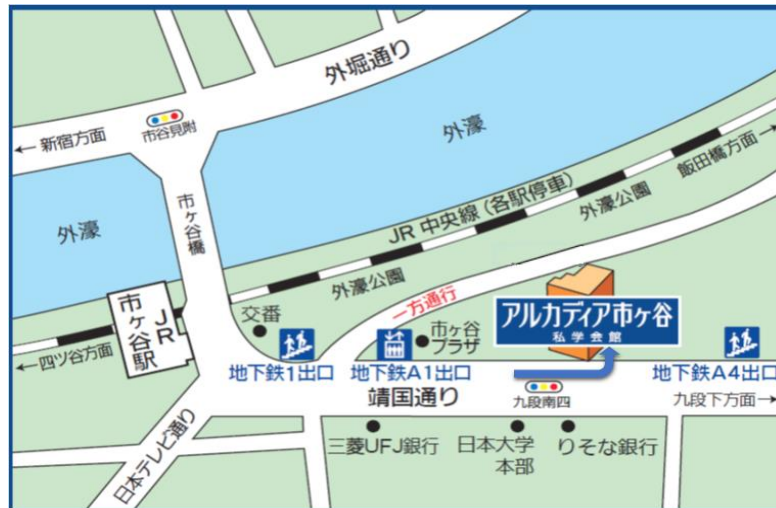 外堀通り
← 新宿方面
市谷見附
外濠
飯田橋方面→
外濠
市ヶ谷橋
JR 中央線（各駅停車）
外濠公園
外濠公園
一方通行
交番
JR
市ヶ谷駅
←四ツ谷方面
市ヶ谷
プラザ
アルカディア市ヶ谷
私学会館
地下鉄1出口
地下鉄A1出口
地下鉄A4出口
靖国通り
九段南四
九段下方面→
三菱UFJ銀行
日本大学
本部
りそな銀行
日本テレビ通り